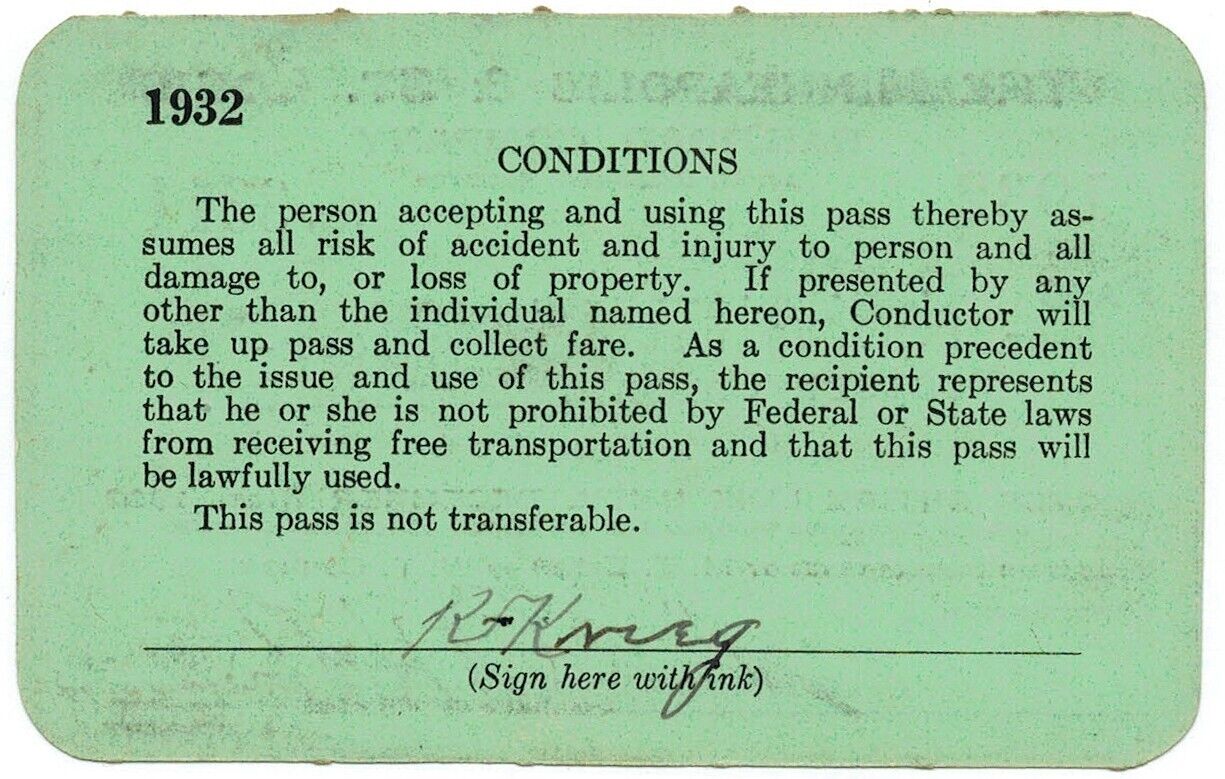 1932
CONDITIONS
The person accepting and using this pass thereby as-
sumes all risk of accident and injury to person and all
damage to, or loss of property. If presented by any
other than the individual named hereon, Conductor will
take up pass and collect fare. As a condition precedent
to the issue and use of this pass, the recipient represents
that he or she is not prohibited by Federal or State laws
from receiving free transportation and that this pass will
be lawfully used.
This pass is not transferable.
Krieg
(Sign here with ink)